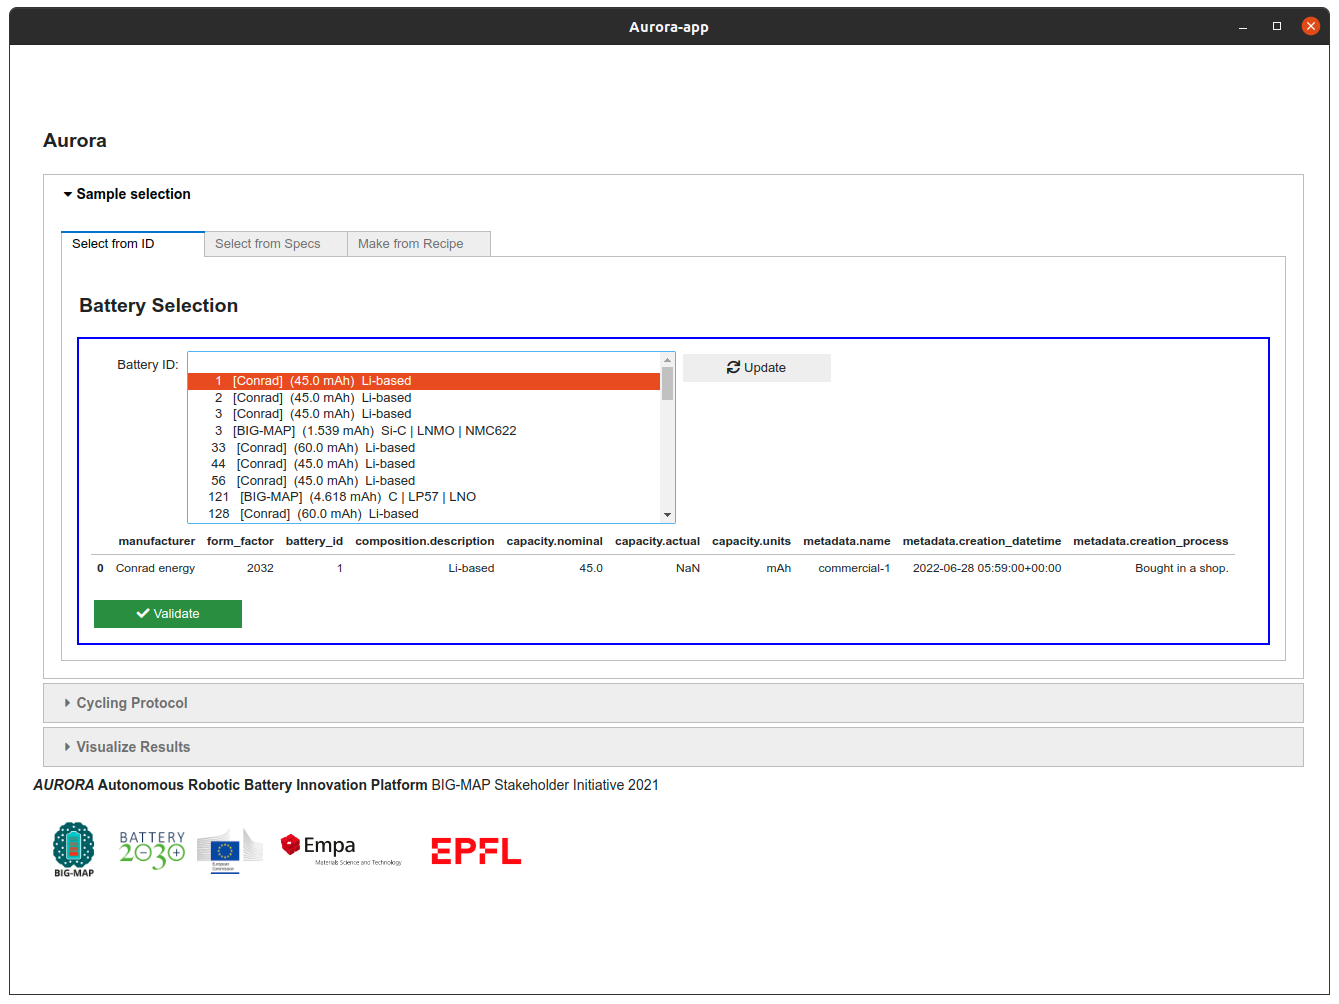 Aurora-app
Aurora
Sample selection
Select from ID Select from Specs Make from Recipe
Battery Selection
Battery ID:
Update
1 [Conrad] (45.0 mAh) Li-based
2 [Conrad] (45.0 mAh) Li-based
3 [Conrad] (45.0 mAh) Li-based
3 [BIG-MAP] (1.539 mAh) Si-C | LNMO | NMC622
33 [Conrad] (60.0 mAh) Li-based
44 [Conrad] (45.0 mAh) Li-based
56 [Conrad] (45.0 mAh) Li-based
121 [BIG-MAP] (4.618 mAh) C | LP57 | LNO
128 [Conrad] (60.0 mAh) Li-based
manufacturer form_factor battery_id composition.description capacity.nominal capacity.actual capacity.units metadata.name metadata.creation_datetime metadata.creation_process
0 Conrad energy 2032 1 Li-based 45.0 NaN mAh commercial-1 2022-06-28 05:59:00+00:00 Bought in a shop.
Validate
Cycling Protocol
Visualize Results
AURORA Autonomous Robotic Battery Innovation Platform BIG-MAP Stakeholder Initiative 2021
BIG-MAP
BATTERY
2030
European
Commission
Empa
Materials Science and Technology
EPFL